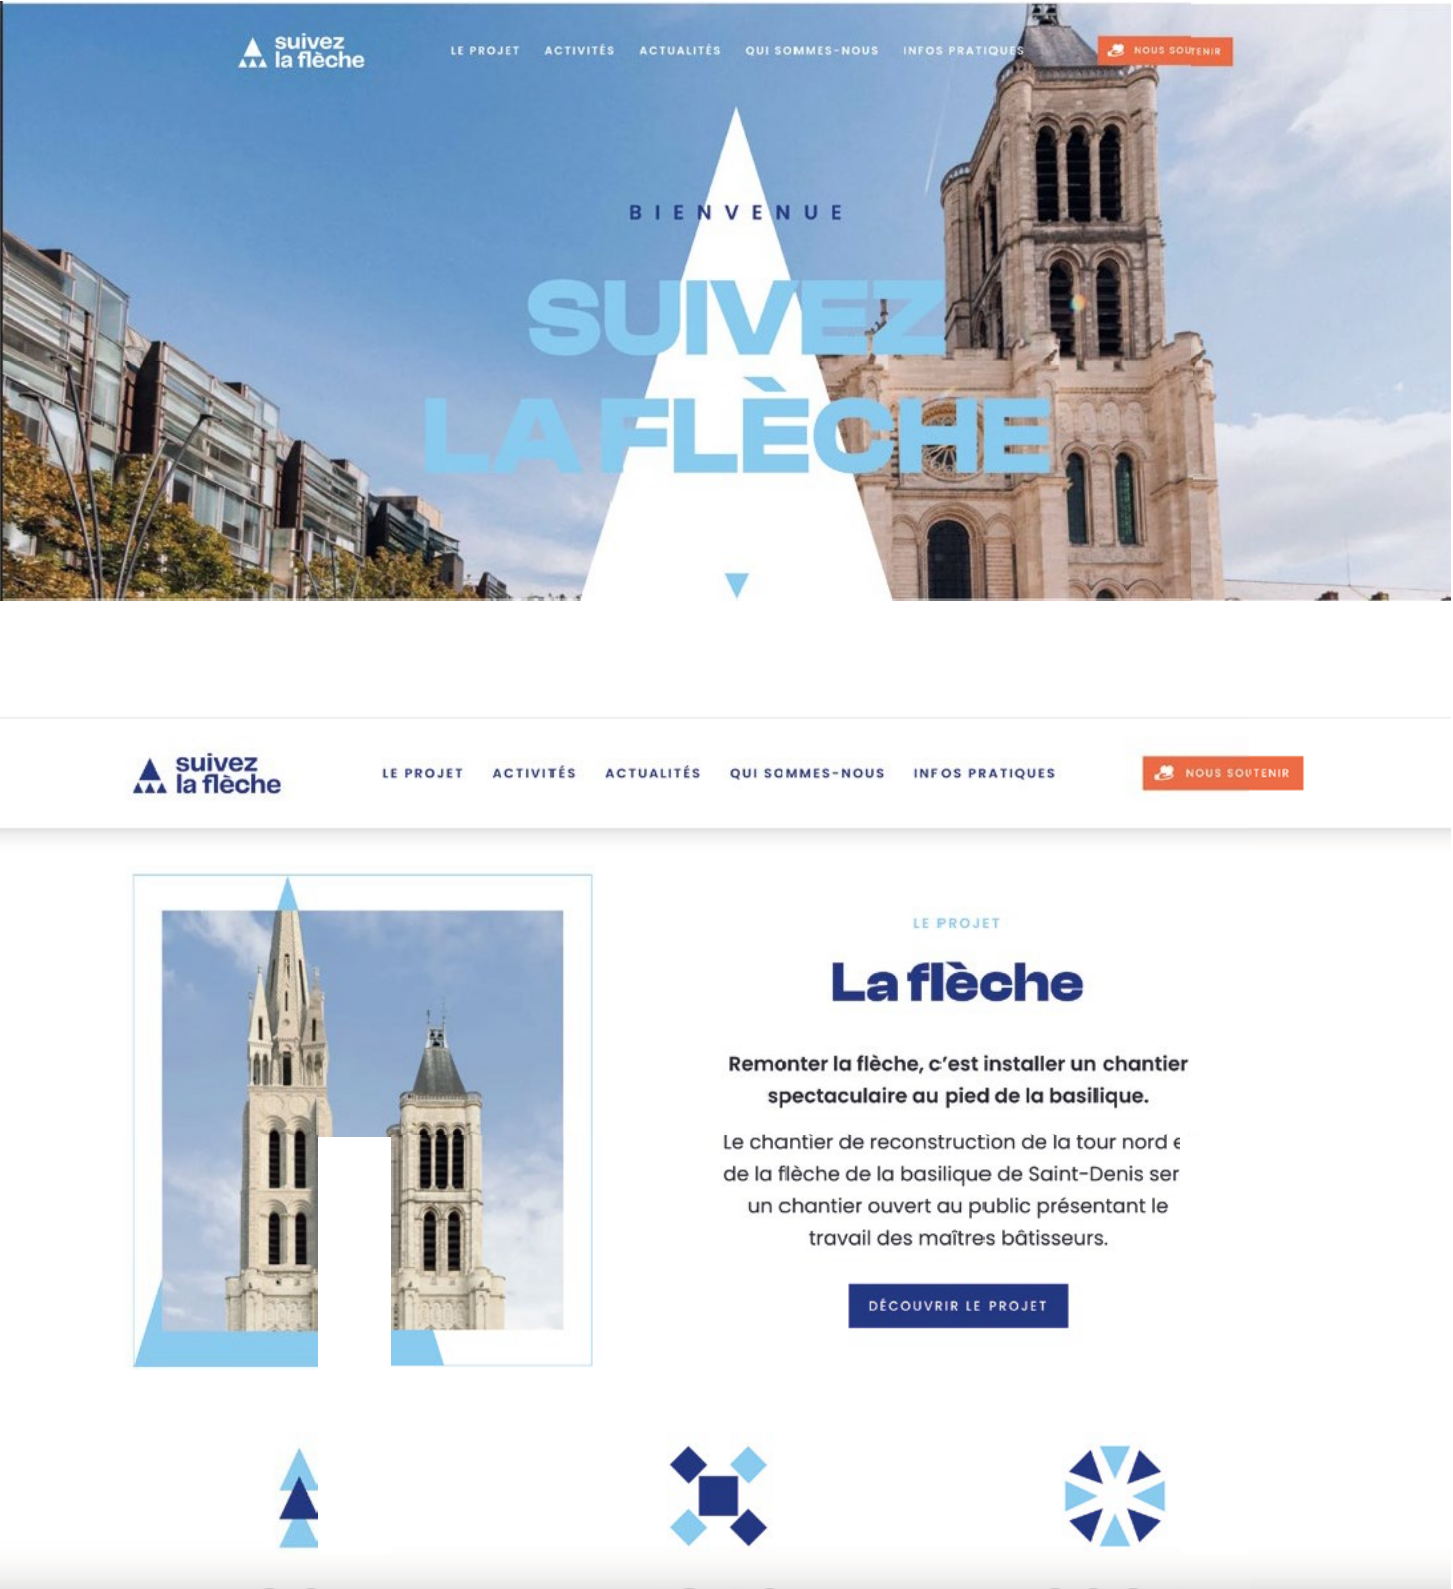 suivez
la flèche
LE PROJET ACTIVITÉS ACTUALITÉS QUI SOMMES-NOUS INFOS PRATIQUES NOUS SOUTENIR
BIENVENUE
SUIVEZ
LA FLÈCHE
suivez
la flèche
LE PROJET ACTIVITÉS ACTUALITÉS QUI SOMMES-NOUS INFOS PRATIQUES NOUS SOUTENIR
LE PROJET
La flèche
Remonter la flèche, c’est installer un chantier
spectaculaire au pied de la basilique.
Le chantier de reconstruction de la tour nord
de la flèche de la basilique de Saint-Denis ser
un chantier ouvert au public présentant le
travail des maîtres bâtisseurs.
DÉCOUVRIR LE PROJET